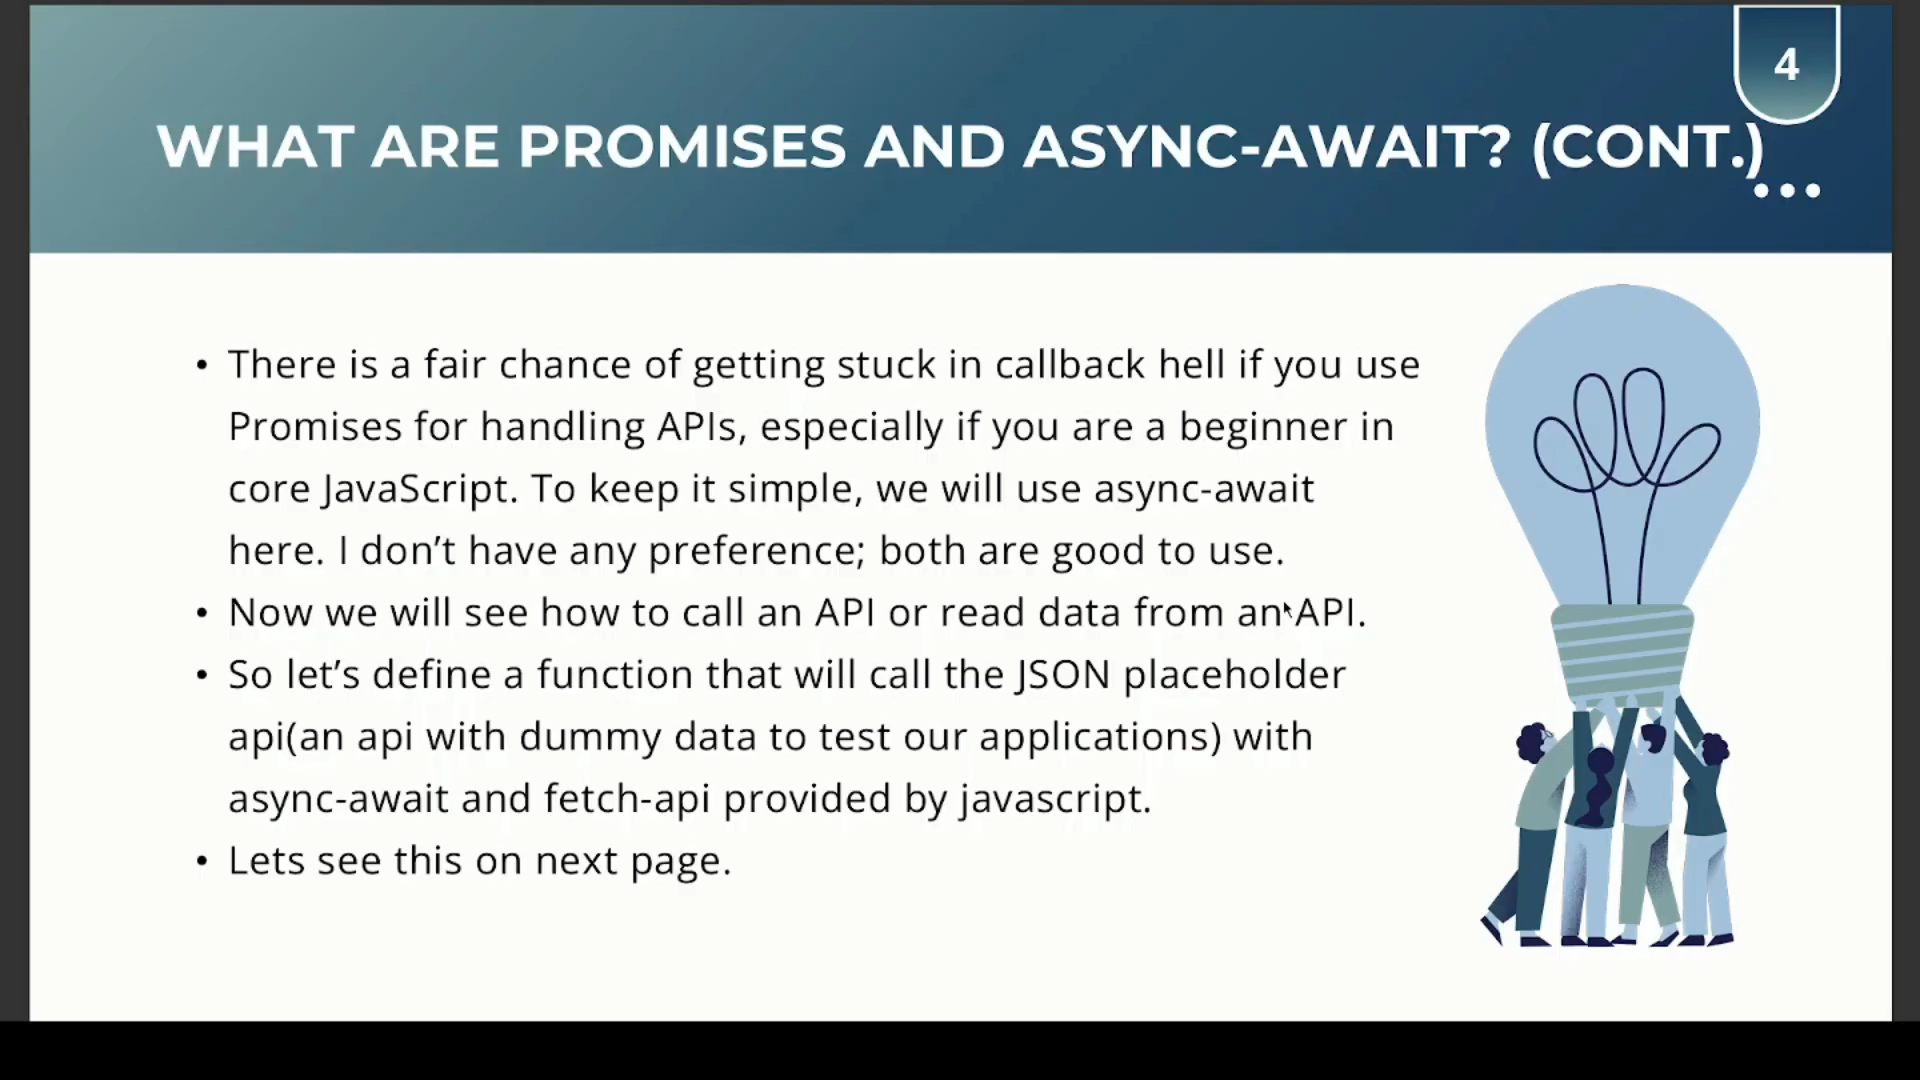 4
WHAT ARE PROMISES AND ASYNC-AWAIT? (CONT.)
• There is a fair chance of getting stuck in callback hell if you use
Promises for handling APIs, especially if you are a beginner in
core JavaScript. To keep it simple, we will use async-await
here. I don’t have any preference; both are good to use.
• Now we will see how to call an API or read data from an API.
• So let’s define a function that will call the JSON placeholder
api(an api with dummy data to test our applications) with
async-await and fetch-api provided by javascript.
• Lets see this on next page.